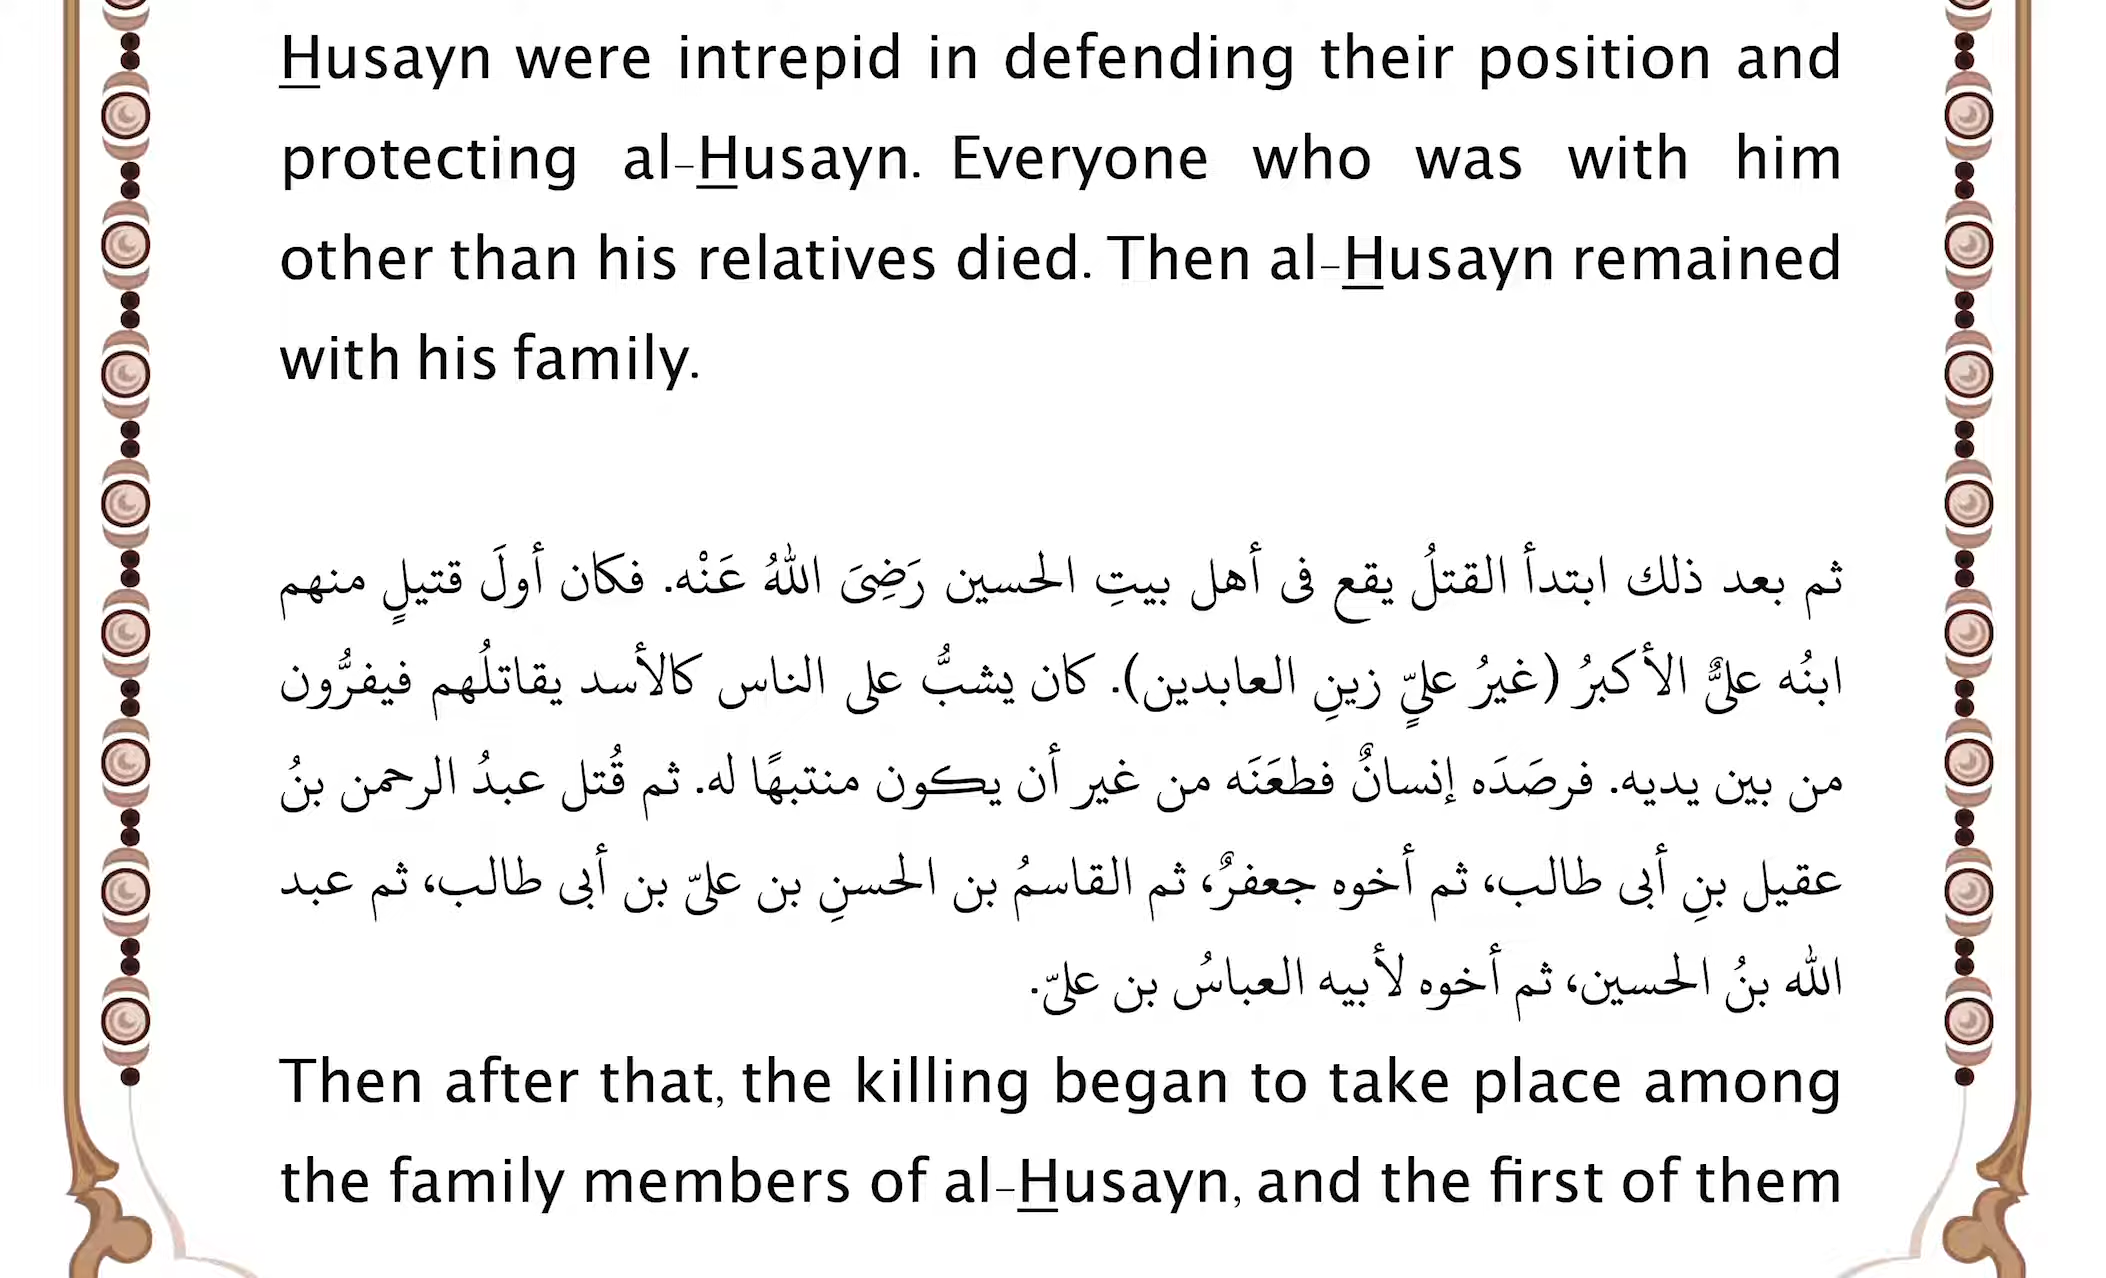 Husayn were intrepid in defending their position and
protecting al-Husayn. Everyone who was with him
other than his relatives died. Then al-Husayn remained
with his family.
ثم بعد ذلك ابتدأ القتلُ يقع فى أهل بيتِ الحسين رَضِىَ اللهُ عَنْه. فكان أولَ قتيلٍ منهم
ابنُه علىٌّ الأكبرُ (غيرُ علىٍّ زينِ العابدين). كان يشبُّ على الناس كالأسد يقاتلُهم فيفرُّون
من بين يديه. فرصَدَه إنسانٌ فطعَنَه من غير أن يكون منتبهًا له. ثم قُتل عبدُ الرحمن بنُ
عقيل بنِ أبى طالب، ثم أخوه جعفرٌ، ثم القاسمُ بن الحسنِ بن علىّ بن أبى طالب، ثم عبد
الله بنُ الحسين، ثم أخوه لأبيه العباسُ بن علىّ.
Then after that, the killing began to take place among
the family members of al-Husayn, and the first of them